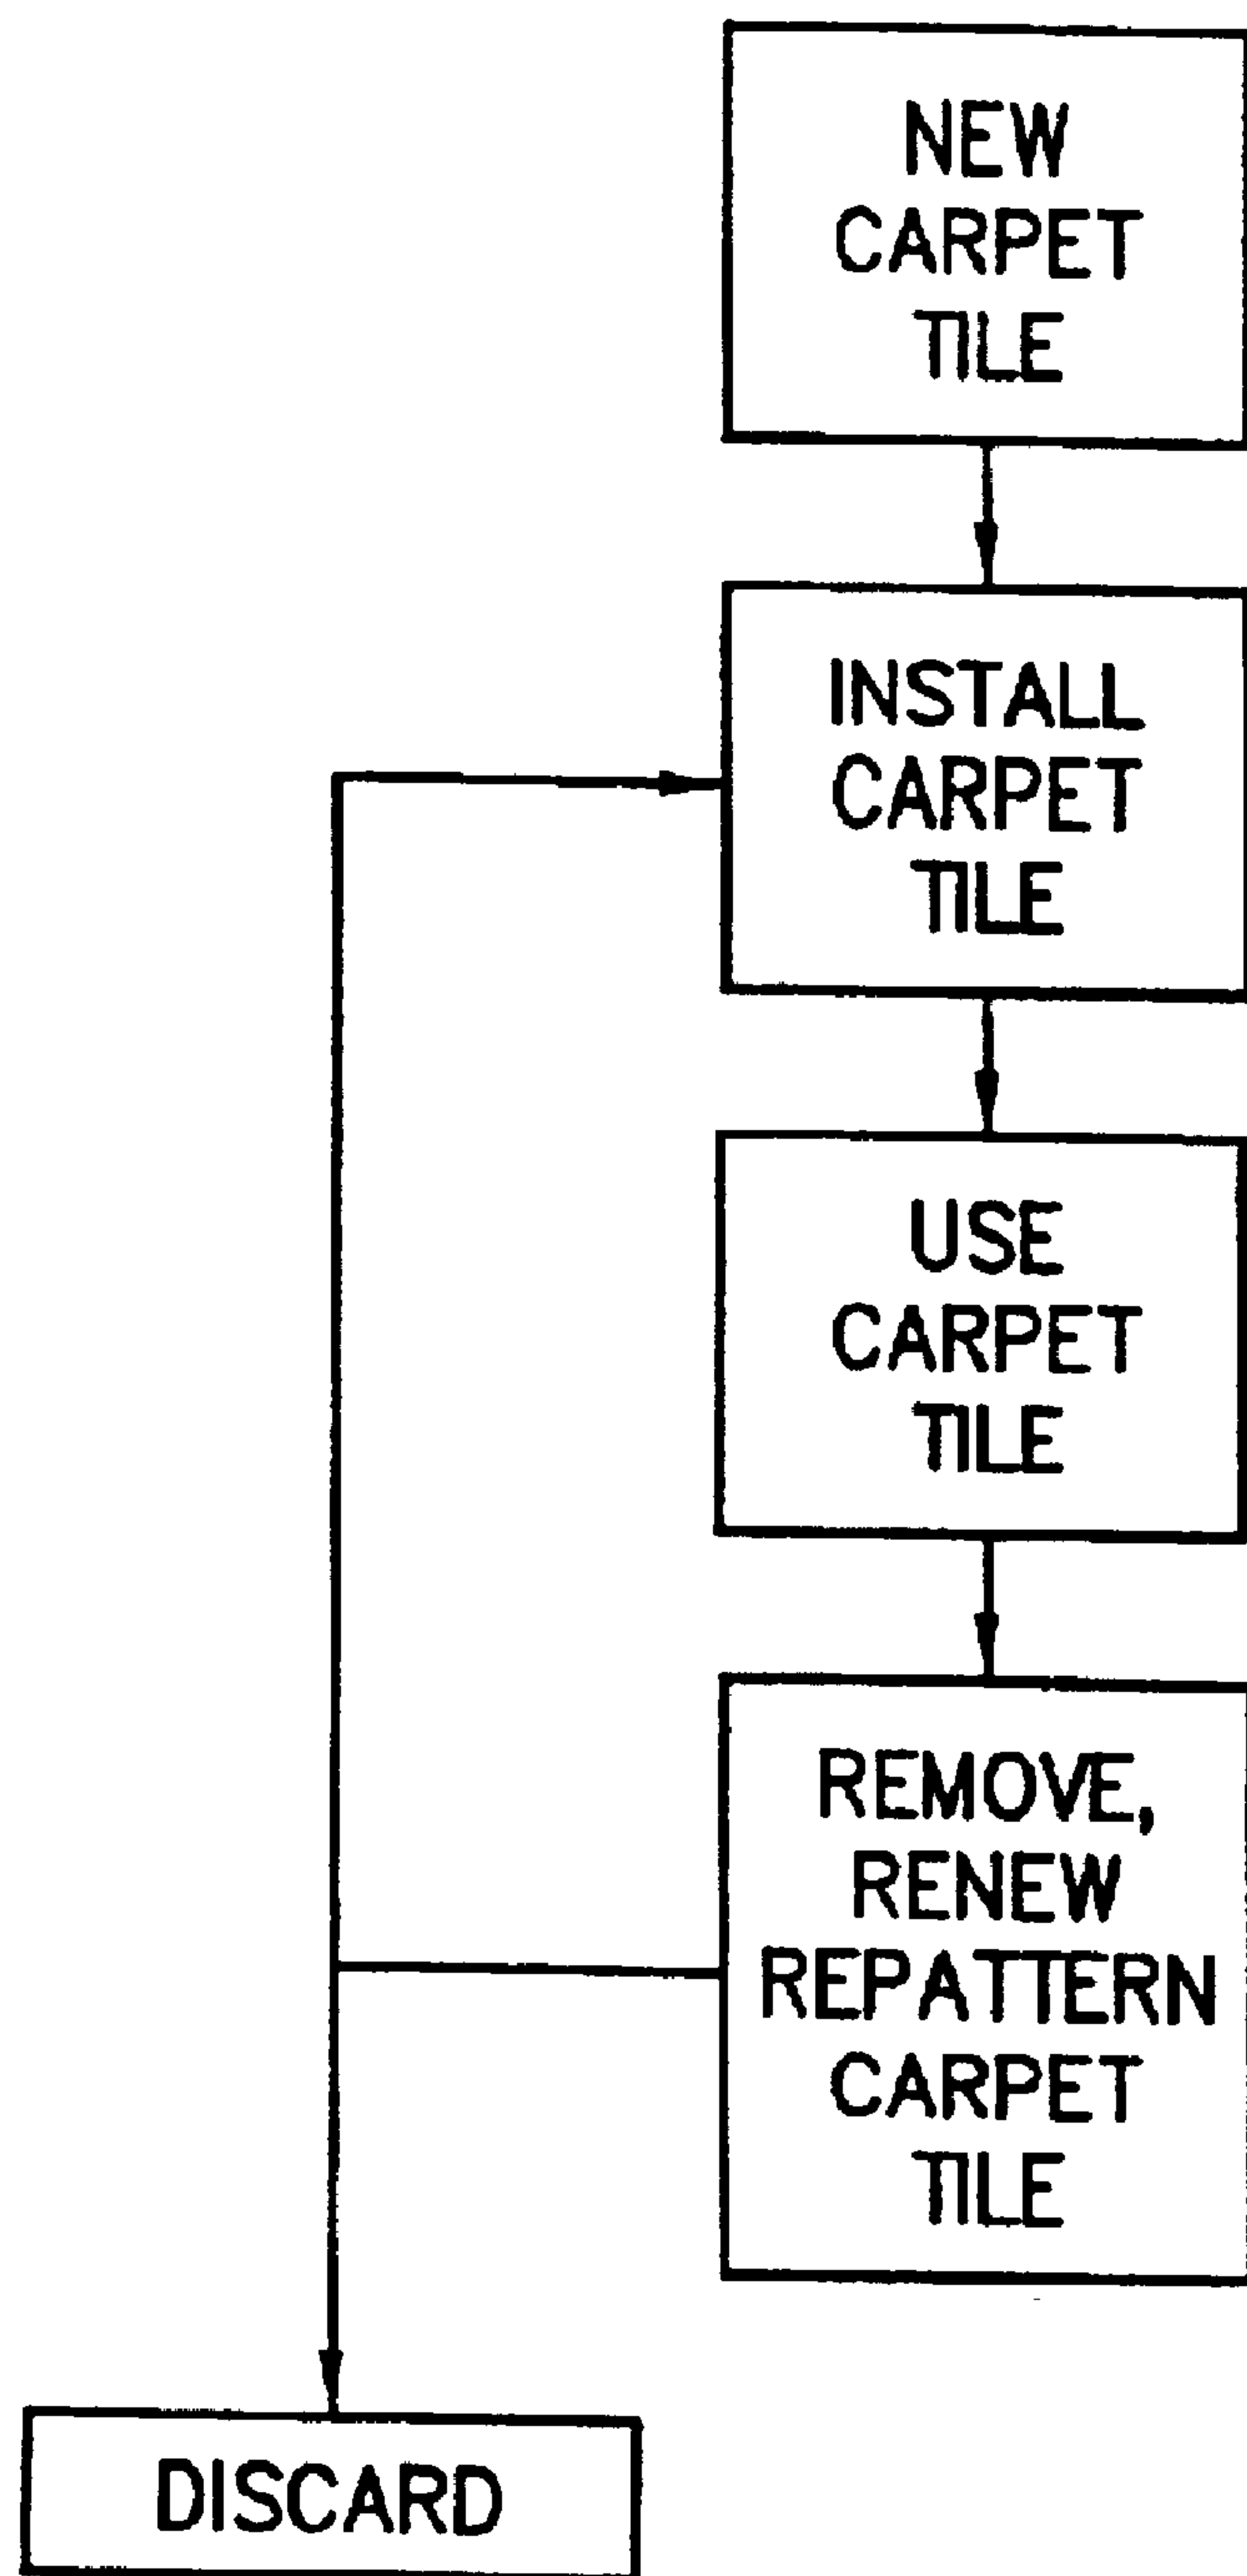 NEW
CARPET
TILE
INSTALL
CARPET
TILE
USE
CARPET
TILE
REMOVE,
RENEW
REPATTERN
CARPET
TILE
DISCARD